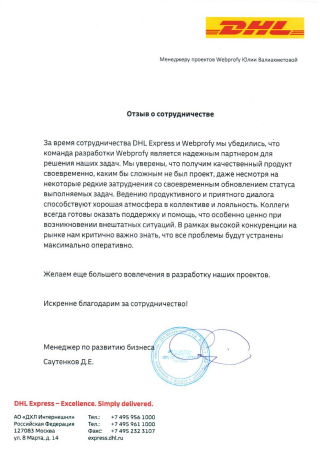 DHL
Менеджеру проектов Webprofy Юлии Валиахметовой
Отзыв о сотрудничестве
За время сотрудничества DHL Express и Webprofy мы убедились, что
команда разработки Webprofy является надежным партнером для
решения наших задач. Мы уверены, что получим качественный продукт
своевременно, каким бы сложным не был проект, даже несмотря на
некоторые редкие затруднения со своевременным обновлением статуса
выполняемых задач. Ведению продуктивного и приятного диалога
способствуют хорошая атмосфера в коллективе и лояльность. Коллеги
всегда готовы оказать поддержку и помощь, что особенно ценно при
возникновении внештатных ситуаций. В рамках высокой конкуренции на
рынке нам критично важно знать, что все проблемы будут устранены
максимально оперативно.
Желаем еще большего вовлечения в разработку наших проектов.
Искренне благодарим за сотрудничество!
Менеджер по развитию бизнеса
Саутенков Д.Е.
DHL Express – Excellence. Simply delivered.
АО «ДХЛ Интернешнл» Тел.: +7 495 956 1000
Российская Федерация Тел.: +7 495 961 1000
127083 Москва Факс: +7 495 232 3107
ул. 8 Марта, д. 14 express.dhl.ru